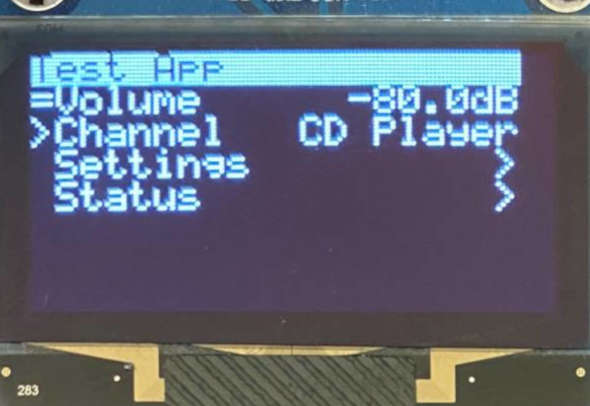 Test App
=Volume -80.0dB
>Channel CD Player
Settings >
Status >
283